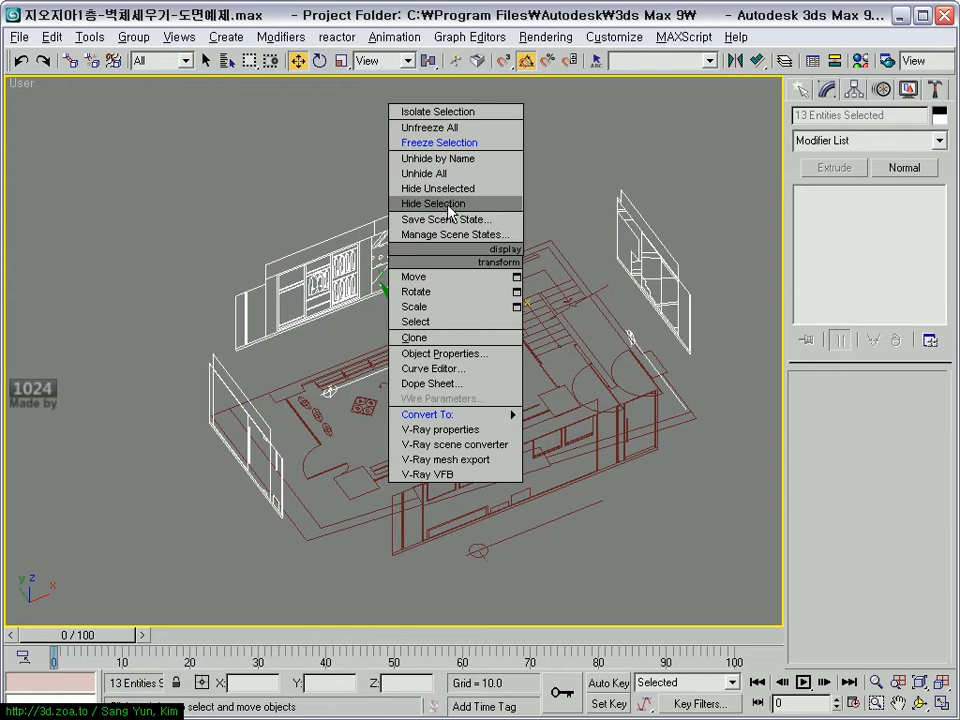 지오지아1층-벽체세우기-도면예제.max - Project Folder: C:₩Program Files₩Autodesk₩3ds Max 9₩ - Autodesk 3ds Max 9...
File Edit Tools Group Views Create Modifiers reactor Animation Graph Editors Rendering Customize MAXScript Help
All View View
User
13 Entities Selected
Modifier List
Extrude Normal
Isolate Selection
Unfreeze All
Freeze Selection
Unhide by Name
Unhide All
Hide Unselected
Hide Selection
Save Scene State...
Manage Scene States...
display
transform
Move
Rotate
Scale
Select
Clone
Object Properties...
Curve Editor...
Dope Sheet...
Wire Parameters...
Convert To:
V-Ray properties
V-Ray scene converter
V-Ray mesh export
V-Ray VFB
1024
Made by
z
y x
< 0 / 100 >
0 10 20 30 40 50 60 70 80 90 100
13 Entities S X: Y: Z: Grid = 10.0 Auto Key Selected
select and move objects Add Time Tag Set Key Key Filters... 0
http://3d.zoa.to / Sang Yun, Kim